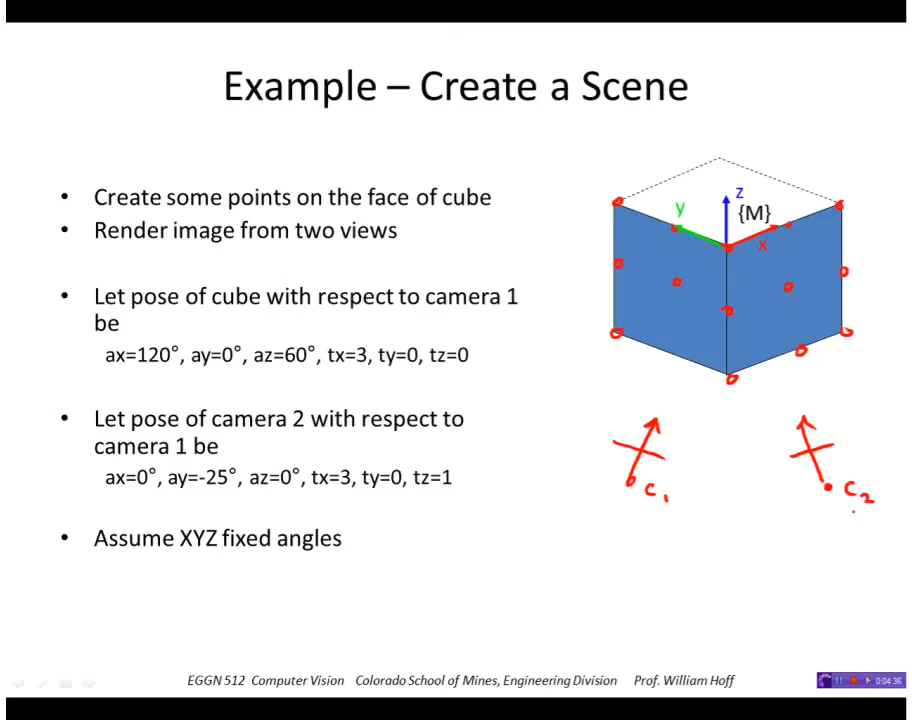 Example – Create a Scene
• Create some points on the face of cube
• Render image from two views
• Let pose of cube with respect to camera 1
be
ax=120°, ay=0°, az=60°, tx=3, ty=0, tz=0
• Let pose of camera 2 with respect to
camera 1 be
ax=0°, ay=-25°, az=0°, tx=3, ty=0, tz=1
• Assume XYZ fixed angles
z
y
{M}
x
C1
C2
EGGN 512 Computer Vision Colorado School of Mines, Engineering Division Prof. William Hoff
0:04:36